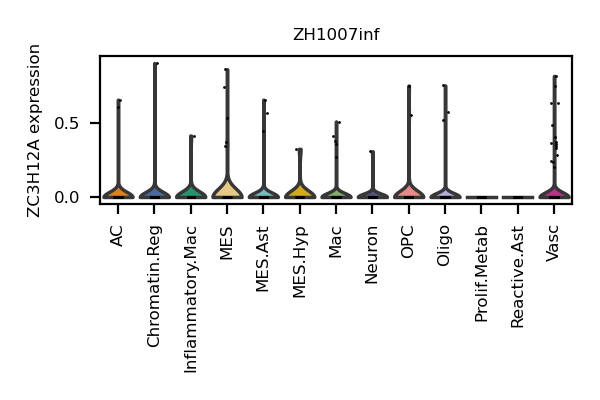 ZH1007inf
ZC3H12A expression
0.5
0.0
AC
Chromatin.Reg
Inflammatory.Mac
MES
MES.Ast
MES.Hyp
Mac
Neuron
OPC
Oligo
Prolif.Metab
Reactive.Ast
Vasc